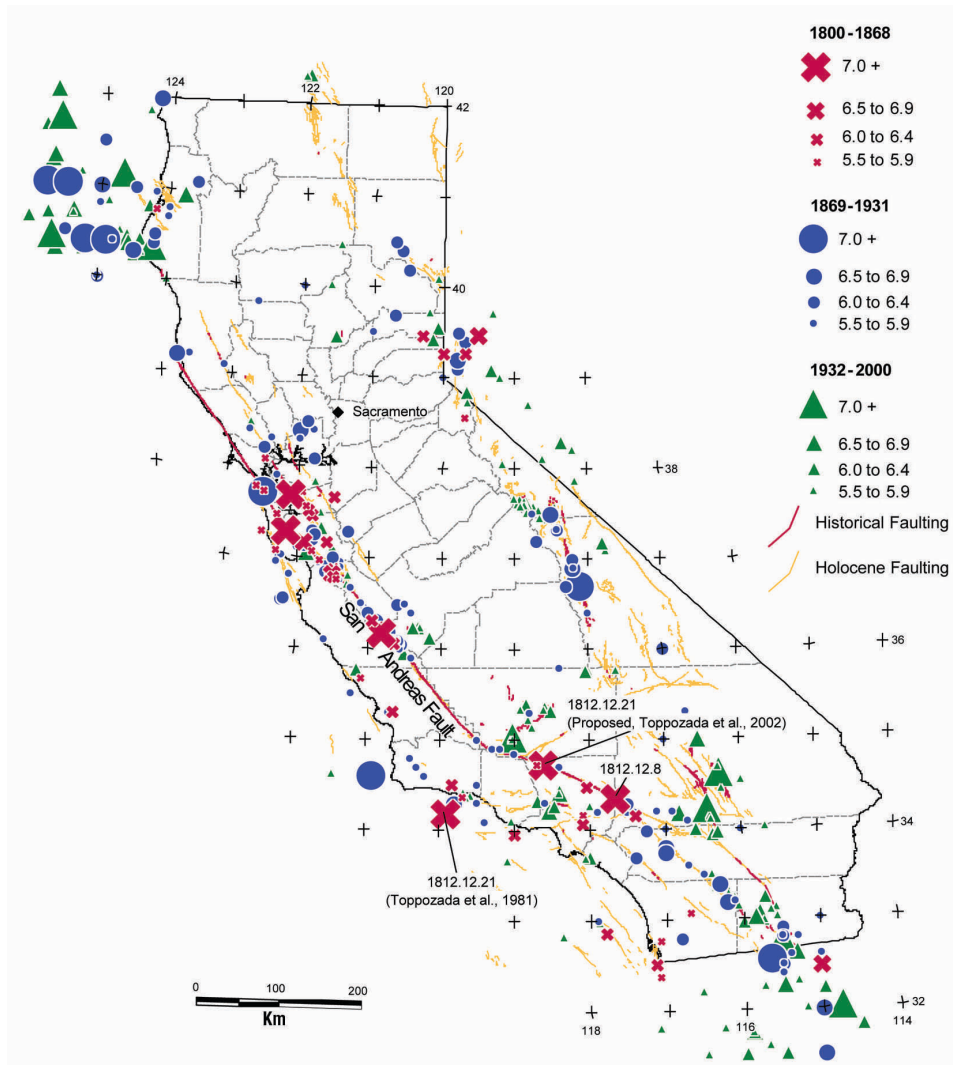 1800-1868
7.0 +
6.5 to 6.9
6.0 to 6.4
5.5 to 5.9
1869-1931
7.0 +
6.5 to 6.9
6.0 to 6.4
5.5 to 5.9
1932-2000
7.0 +
6.5 to 6.9
6.0 to 6.4
5.5 to 5.9
Historical Faulting
Holocene Faulting
124
122
120
42
40
Sacramento
38
San Andreas Fault
36
1812.12.21
(Proposed, Toppozada et al., 2002)
1812.12.8
34
1812.12.21
(Toppozada et al., 1981)
0 100 200
Km
32
118
116
114